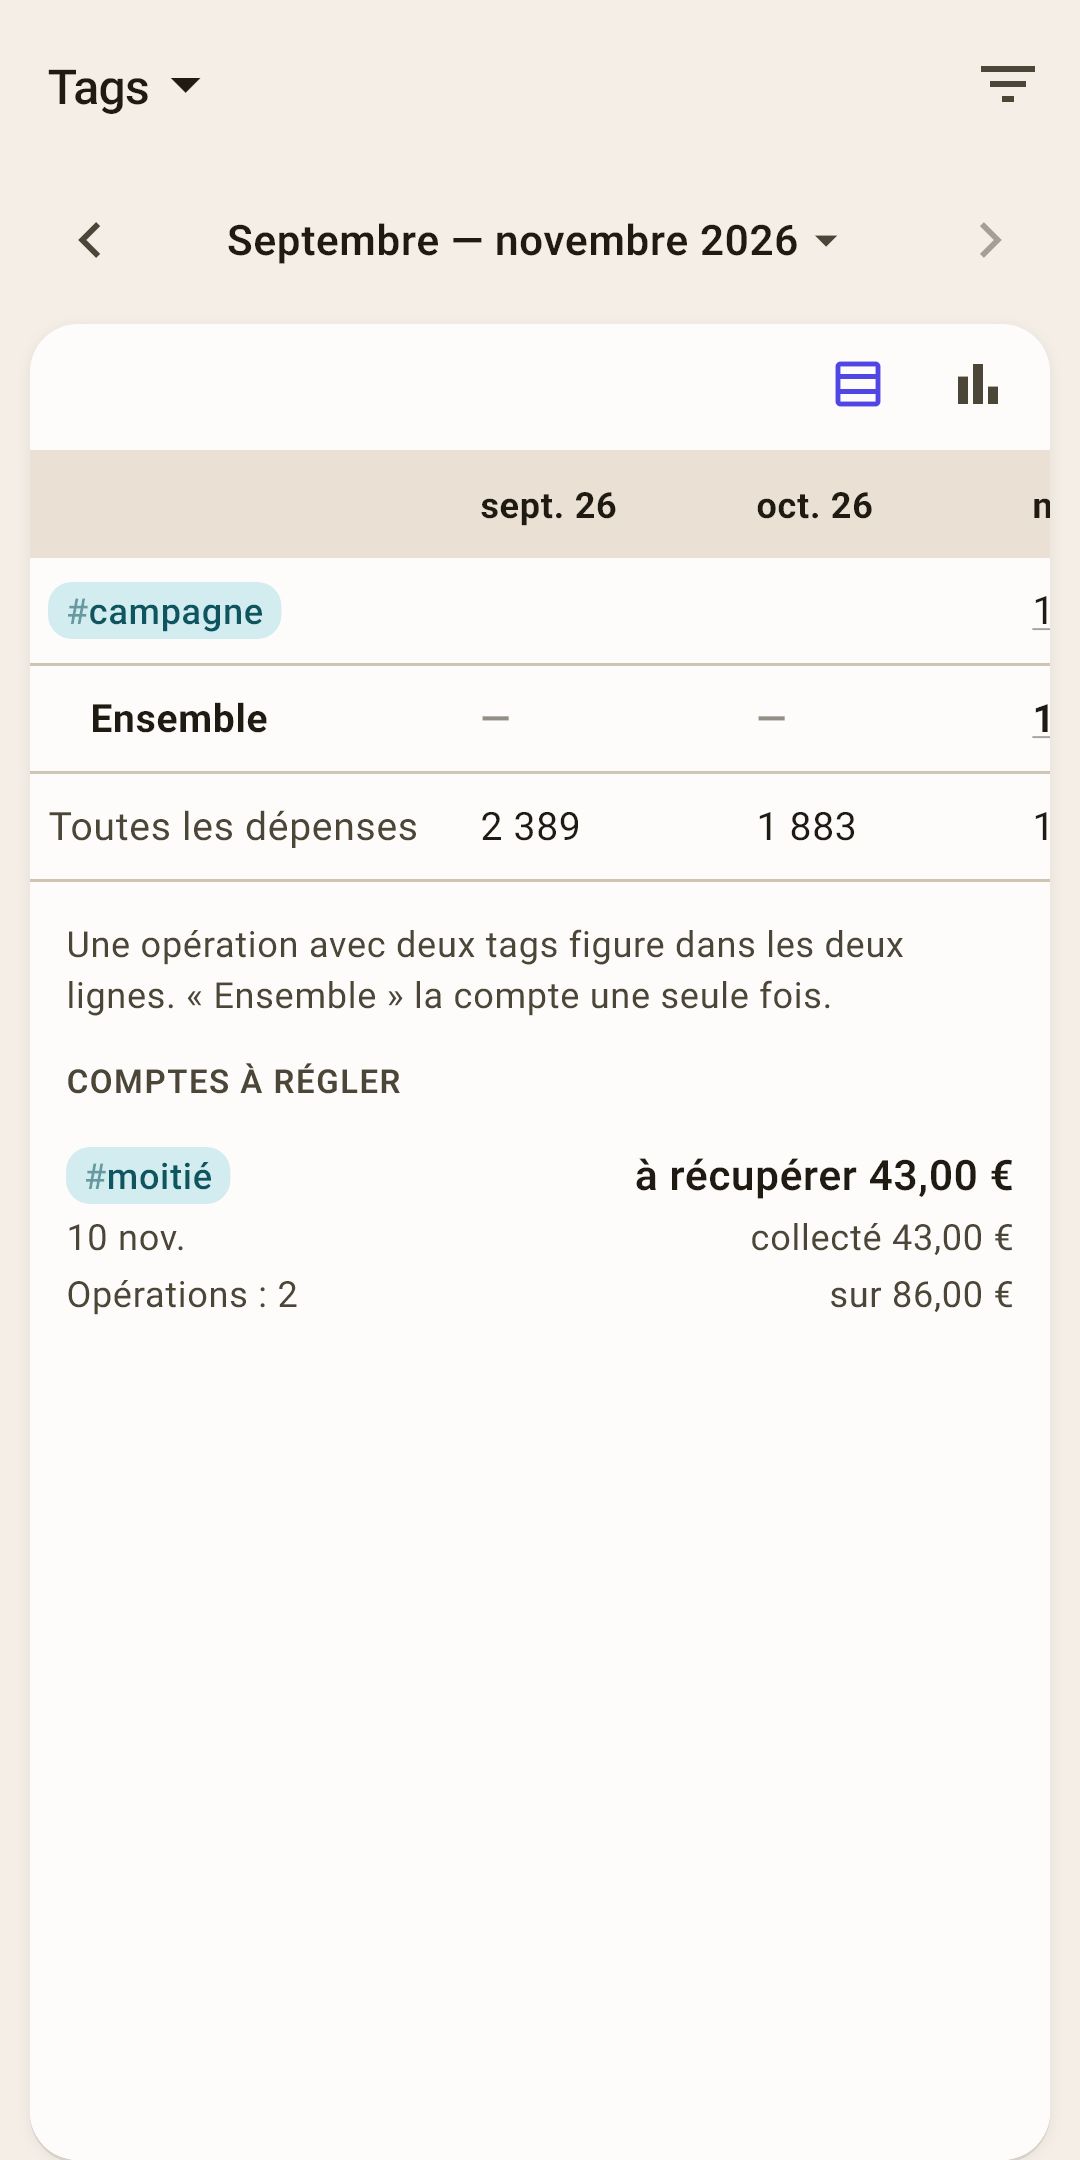 Tags
Septembre — novembre 2026
sept. 26 oct. 26
#campagne
Ensemble — —
Toutes les dépenses 2 389 1 883
Une opération avec deux tags figure dans les deux
lignes. « Ensemble » la compte une seule fois.
COMPTES À RÉGLER
#moitié à récupérer 43,00 €
10 nov. collecté 43,00 €
Opérations : 2 sur 86,00 €